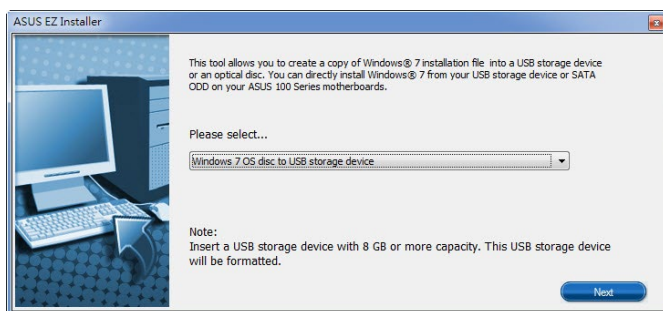 ASUS EZ Installer
This tool allows you to create a copy of Windows® 7 installation file into a USB storage device
or an optical disc. You can directly install Windows® 7 from your USB storage device or SATA
ODD on your ASUS 100 Series motherboards.
Please select...
Windows 7 OS disc to USB storage device
Note:
Insert a USB storage device with 8 GB or more capacity. This USB storage device
will be formatted.
Next